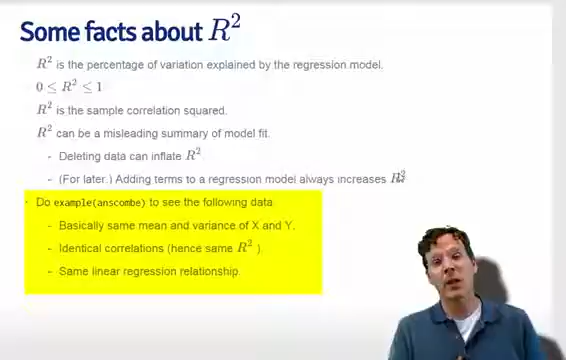 Some facts about R²
R² is the percentage of variation explained by the regression model.
0 ≤ R² ≤ 1
R² is the sample correlation squared.
R² can be a misleading summary of model fit.
- Deleting data can inflate R²
- (For later.) Adding terms to a regression model always increases R²
· Do example(anscombe) to see the following data
- Basically same mean and variance of X and Y.
- Identical correlations (hence same R² ).
- Same linear regression relationship.